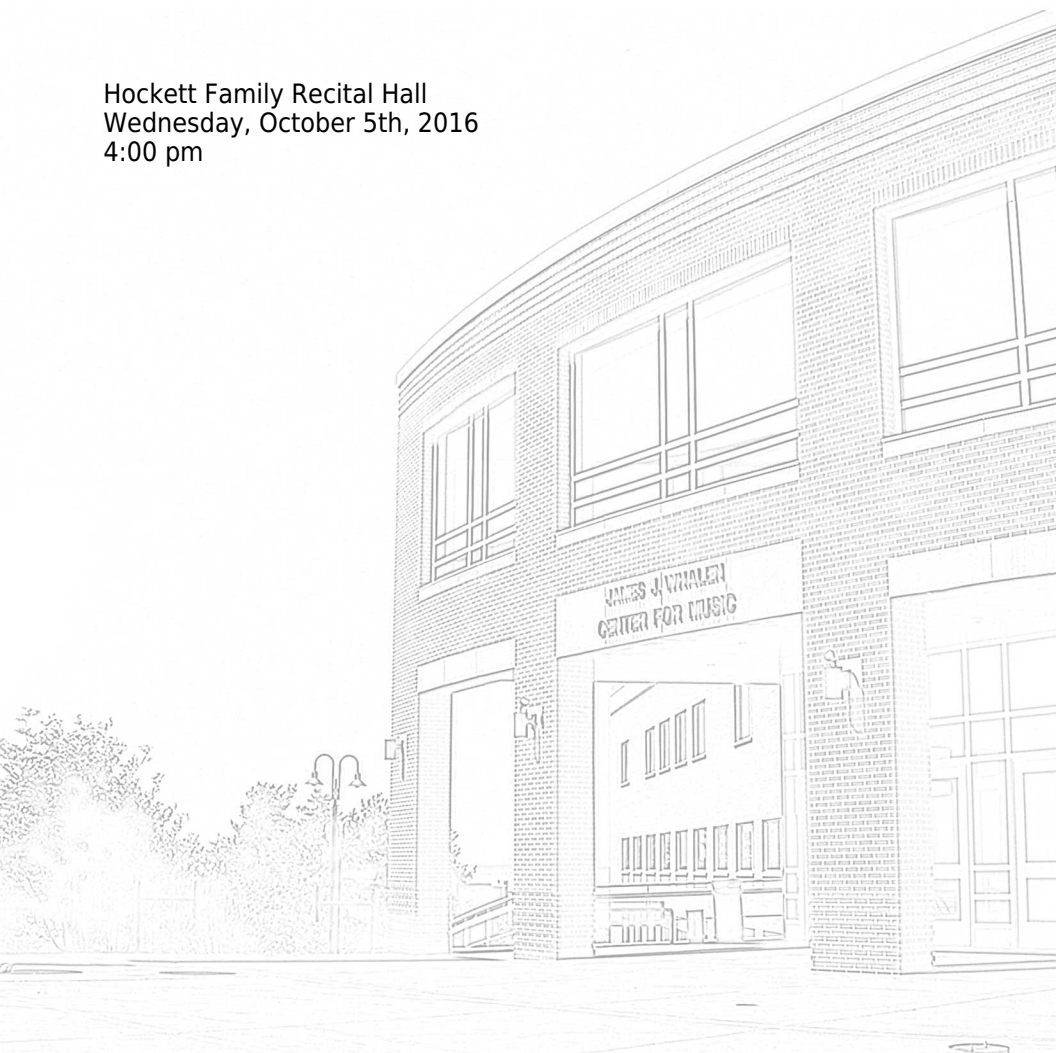 Hockett Family Recital Hall
Wednesday, October 5th, 2016
4:00 pm
JAMES J. WHALEN
CENTER FOR MUSIC